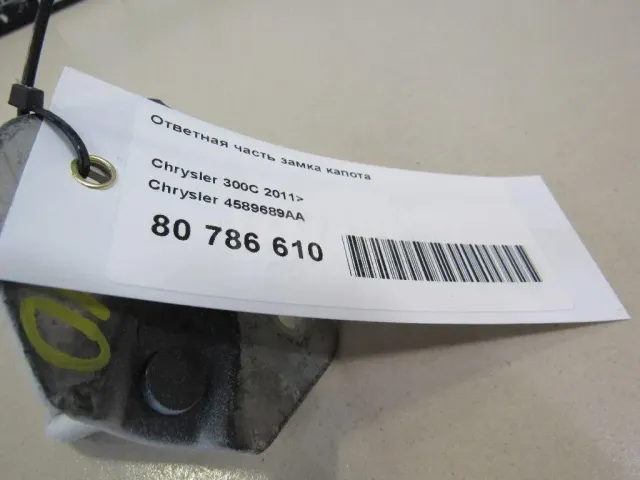 Ответная часть замка капота
Chrysler 300C 2011>
Chrysler 4589689AA
80 786 610